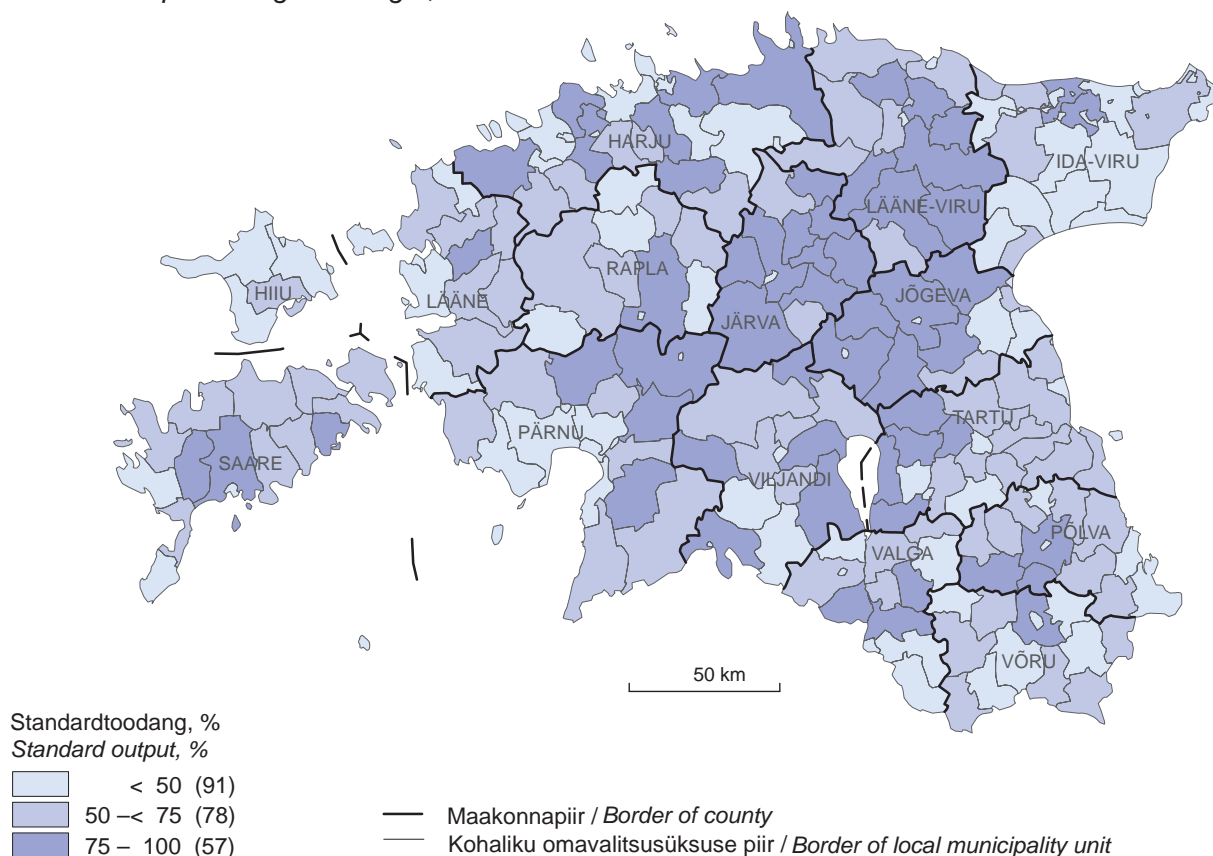 HARJU
IDA-VIRU
LÄÄNE-VIRU
RAPLA
HIIU
LÄÄNE
JÕGEVA
JÄRVA
TARTU
PÄRNU
SAARE
VILJANDI
PÕLVA
VALGA
VÕRU
50 km
Standardtoodang, %
Standard output, %
< 50 (91)
50 –< 75 (78)
75 – 100 (57)
Maakonnapiir / Border of county
Kohaliku omavalitsusüksuse piir / Border of local municipality unit